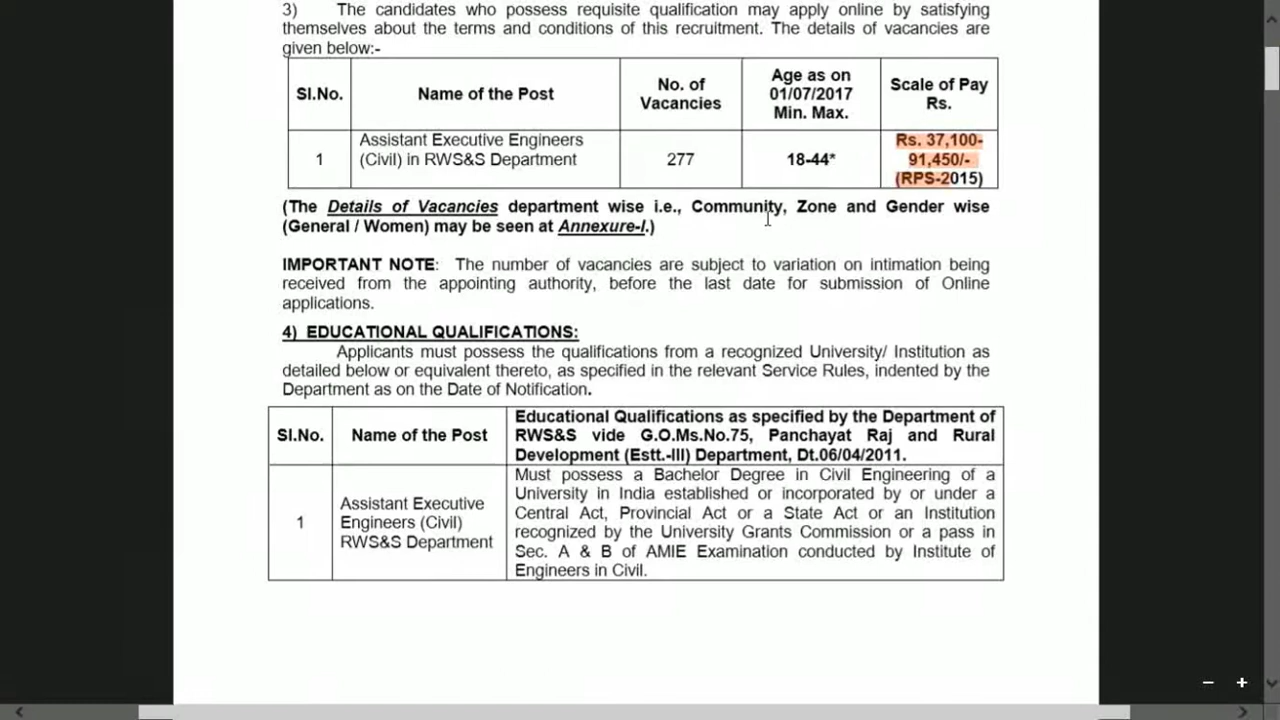 3) The candidates who possess requisite qualification may apply online by satisfying
themselves about the terms and conditions of this recruitment. The details of vacancies are
given below:-
Sl.No.
Name of the Post
No. of
Vacancies
Age as on
01/07/2017
Min. Max.
Scale of Pay
Rs.
1
Assistant Executive Engineers
(Civil) in RWS&S Department
277
18-44*
Rs. 37,100-
91,450/-
(RPS-2015)
(The Details of Vacancies department wise i.e., Community, Zone and Gender wise
(General / Women) may be seen at Annexure-I.)
IMPORTANT NOTE: The number of vacancies are subject to variation on intimation being
received from the appointing authority, before the last date for submission of Online
applications.
4) EDUCATIONAL QUALIFICATIONS:
Applicants must possess the qualifications from a recognized University/ Institution as
detailed below or equivalent thereto, as specified in the relevant Service Rules, indented by the
Department as on the Date of Notification.
Sl.No.
Name of the Post
Educational Qualifications as specified by the Department of
RWS&S vide G.O.Ms.No.75, Panchayat Raj and Rural
Development (Estt.-III) Department, Dt.06/04/2011.
1
Assistant Executive
Engineers (Civil)
RWS&S Department
Must possess a Bachelor Degree in Civil Engineering of a
University in India established or incorporated by or under a
Central Act, Provincial Act or a State Act or an Institution
recognized by the University Grants Commission or a pass in
Sec. A & B of AMIE Examination conducted by Institute of
Engineers in Civil.